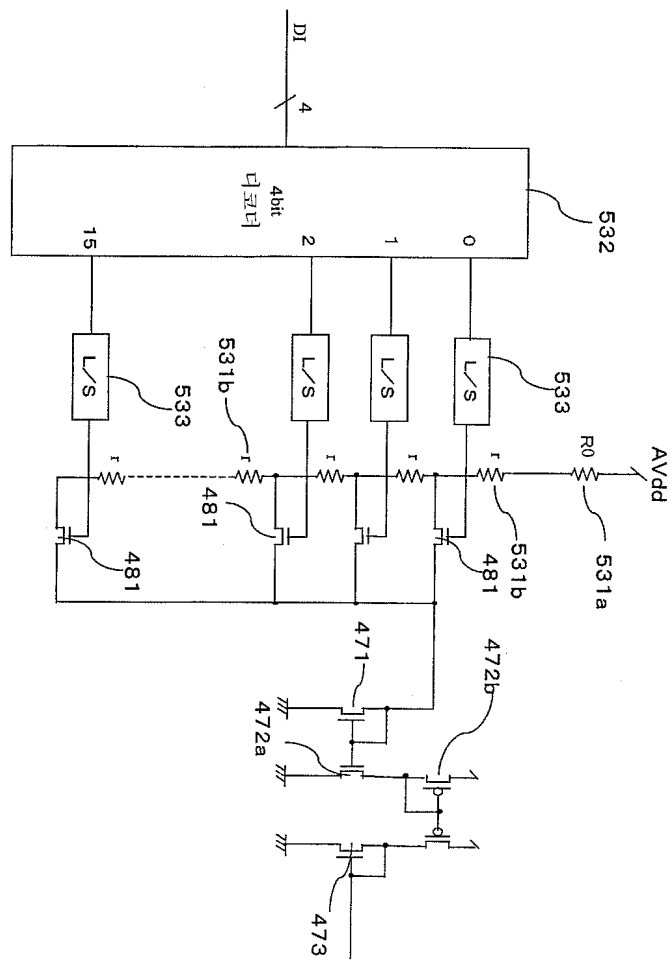 DI
4
4bit
디코더
0
1
2
15
532
L/S
L/S
L/S
L/S
533
533
531b
AVdd
R0
531a
r
531b
r
r
r
r
481
481
481
471
472a
472b
473